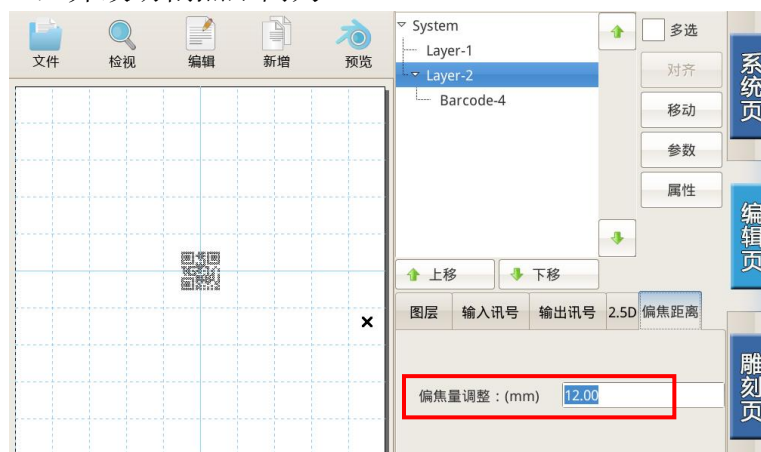 System
Layer-1
Layer-2
Barcode-4
多选
对齐
移动
参数
属性
文件 检视 编辑 新增 预览
上移 下移
图层 输入讯号 输出讯号 2.5D 偏焦距离
偏焦量调整：(mm) 12.00
系统页
编辑页
雕刻页